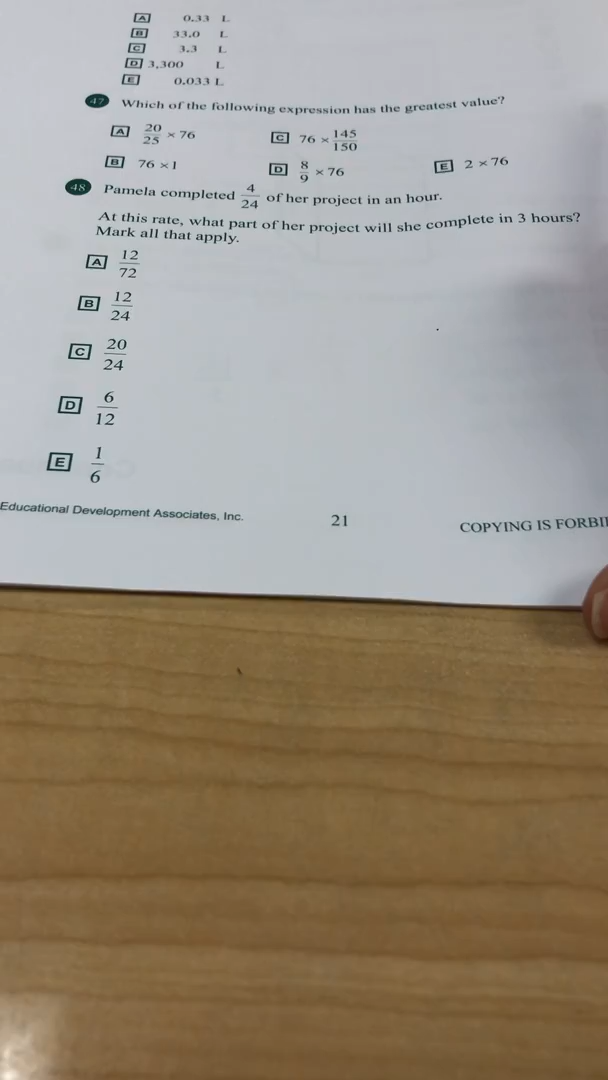 A 0.33 L
B 33.0 L
C 3.3 L
D 3,300 L
E 0.033 L
47 Which of the following expression has the greatest value?
A 20/25 × 76 C 76 × 145/150
B 76 × 1 D 8/9 × 76 E 2 × 76
48 Pamela completed 4/24 of her project in an hour.
At this rate, what part of her project will she complete in 3 hours?
Mark all that apply.
A 12/72
B 12/24
C 20/24
D 6/12
E 1/6
Educational Development Associates, Inc. 21 COPYING IS